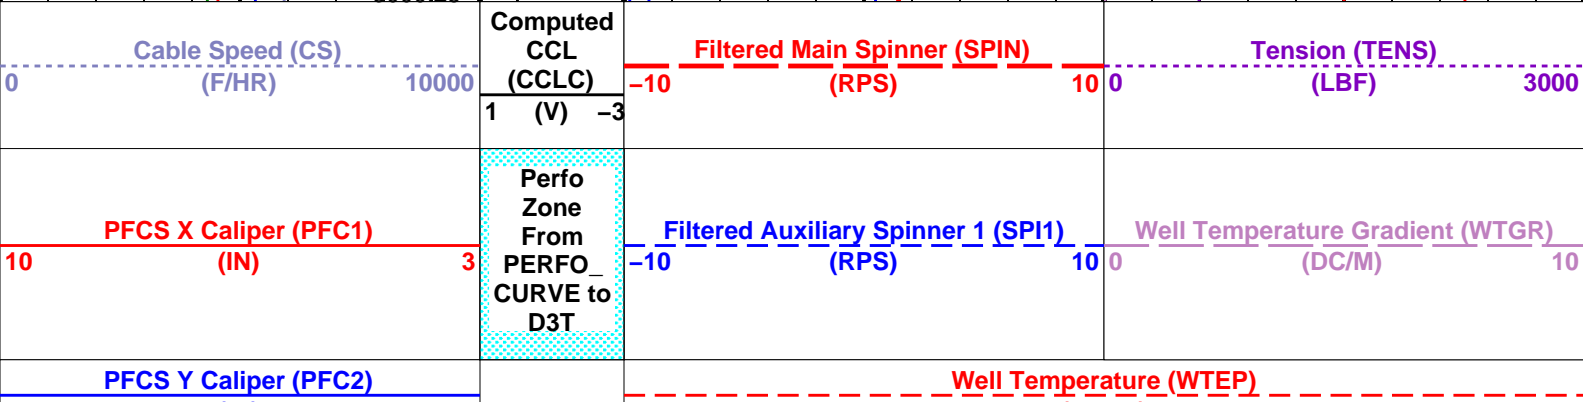 Cable Speed (CS)
0 (F/HR) 10000
Computed
CCL
(CCLC)
1 (V) −3
Filtered Main Spinner (SPIN)
−10 (RPS) 10
Tension (TENS)
0 (LBF) 3000
PFCS X Caliper (PFC1)
10 (IN) 3
Perfo
Zone
From
PERFO_
CURVE to
D3T
Filtered Auxiliary Spinner 1 (SPI1)
−10 (RPS) 10
Well Temperature Gradient (WTGR)
0 (DC/M) 10
PFCS Y Caliper (PFC2)
Well Temperature (WTEP)